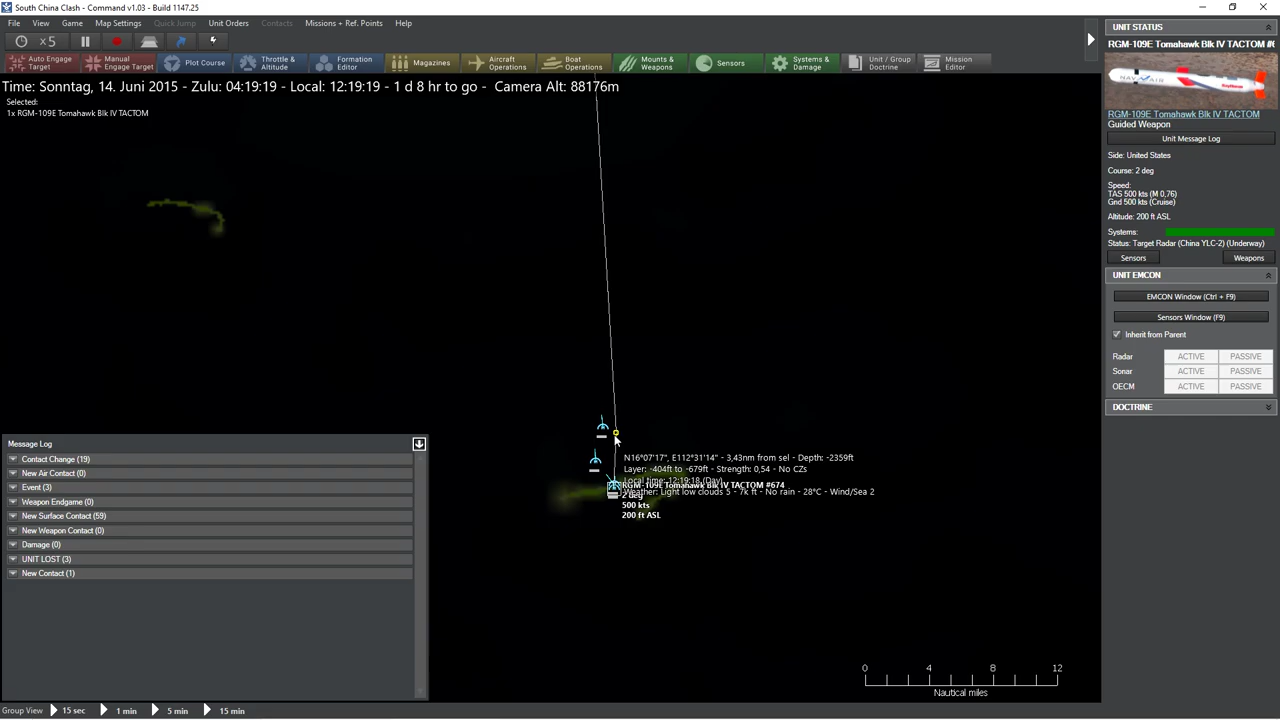 South China Clash - Command v1.03 - Build 1147.25
File View Game Map Settings Quick Jump Unit Orders Contacts Missions + Ref. Points Help
x5
Auto Engage Target
Manual Engage Target
Plot Course
Throttle & Altitude
Formation Editor
Magazines
Aircraft Operations
Boat Operations
Mounts & Weapons
Sensors
Systems & Damage
Unit / Group Doctrine
Mission Editor
Time: Sonntag, 14. Juni 2015 - Zulu: 04:19:19 - Local: 12:19:19 - 1 d 8 hr to go - Camera Alt: 88176m
Selected:
1x RGM-109E Tomahawk Blk IV TACTOM
N16°07'17", E112°31'14" - 3,43nm from sel - Depth: -2359ft
Layer: -404ft to -679ft - Strength: 0,54 - No CZs
Local time: 12:19:18 (Day)
RGM-109E Tomahawk Blk IV TACTOM #674
Weather: Light low clouds 5 - 7k ft - No rain - 28°C - Wind/Sea 2
2 deg
500 kts
200 ft ASL
Message Log
Contact Change (19)
New Air Contact (0)
Event (3)
Weapon Endgame (0)
New Surface Contact (59)
New Weapon Contact (0)
Damage (0)
UNIT LOST (3)
New Contact (1)
0 4 8 12
Nautical miles
Group View 15 sec 1 min 5 min 15 min
UNIT STATUS
RGM-109E Tomahawk Blk IV TACTOM
NAVAIR
RGM-109E Tomahawk Blk IV TACTOM
Guided Weapon
Unit Message Log
Side: United States
Course: 2 deg
Speed:
TAS 500 kts (M 0,76)
Gnd 500 kts (Cruise)
Altitude: 200 ft ASL
Systems:
Status: Target Radar (China YLC-2) (Underway)
Sensors Weapons
UNIT EMCON
EMCON Window (Ctrl + F9)
Sensors Window (F9)
Inherit from Parent
Radar ACTIVE PASSIVE
Sonar ACTIVE PASSIVE
OECM ACTIVE PASSIVE
DOCTRINE